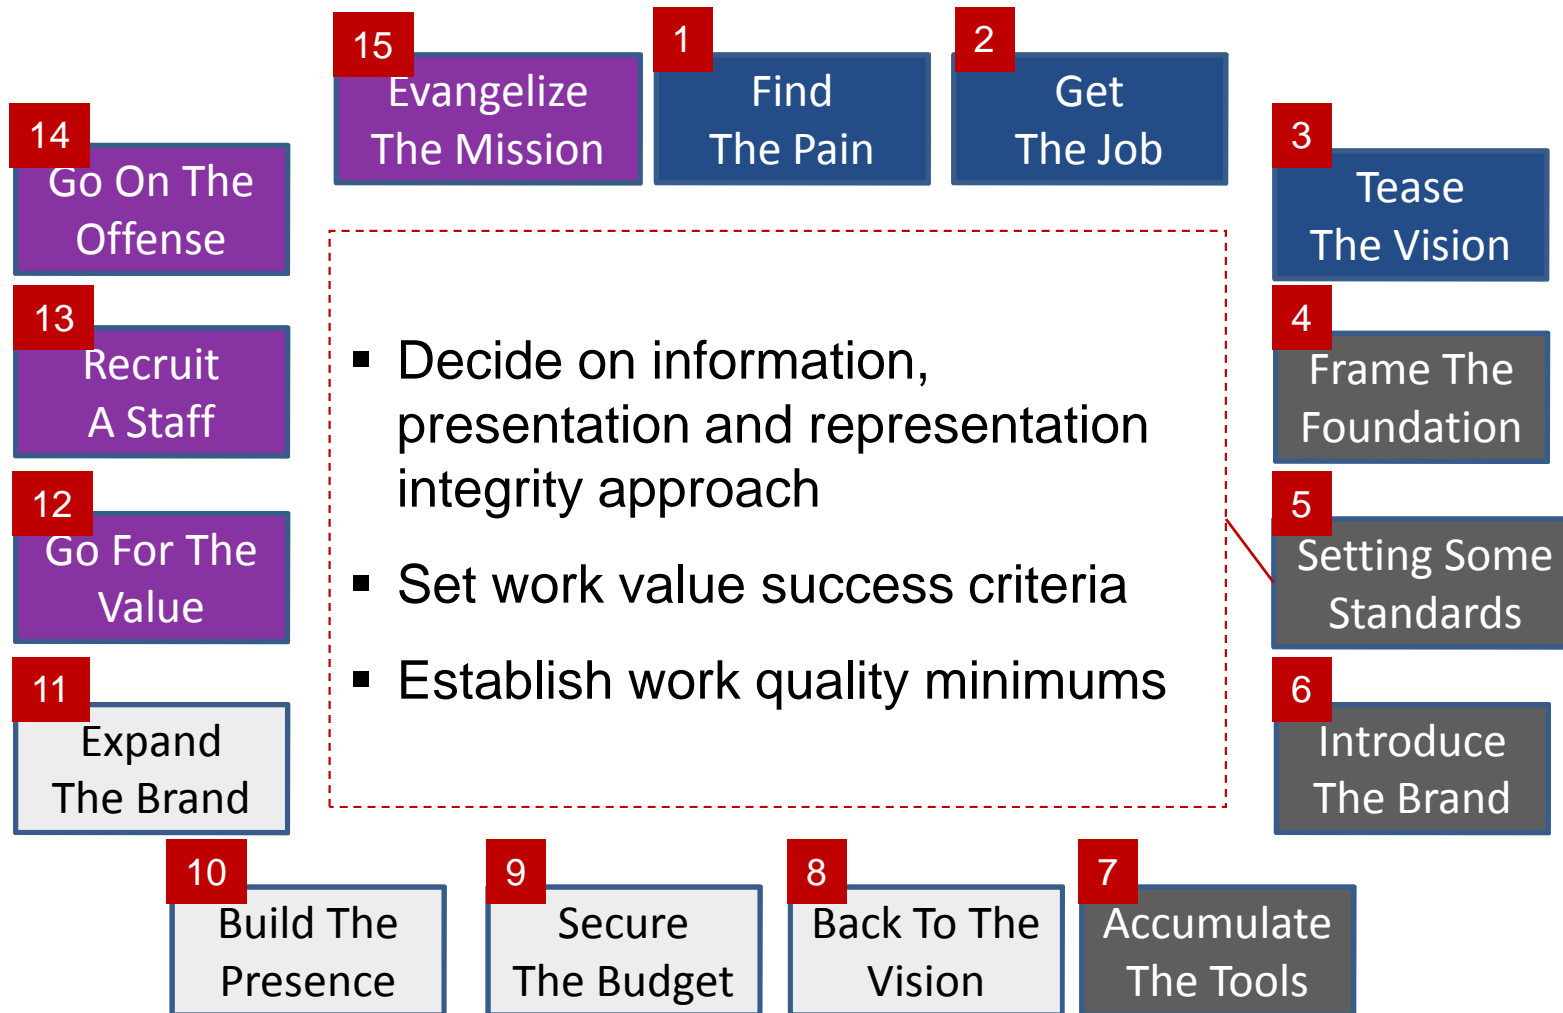 15
Evangelize
The Mission
1
Find
The Pain
2
Get
The Job
3
Tease
The Vision
4
Frame The
Foundation
5
Setting Some
Standards
6
Introduce
The Brand
7
Accumulate
The Tools
8
Back To The
Vision
9
Secure
The Budget
10
Build The
Presence
11
Expand
The Brand
12
Go For The
Value
13
Recruit
A Staff
14
Go On The
Offense
▪ Decide on information,
presentation and representation
integrity approach
▪ Set work value success criteria
▪ Establish work quality minimums